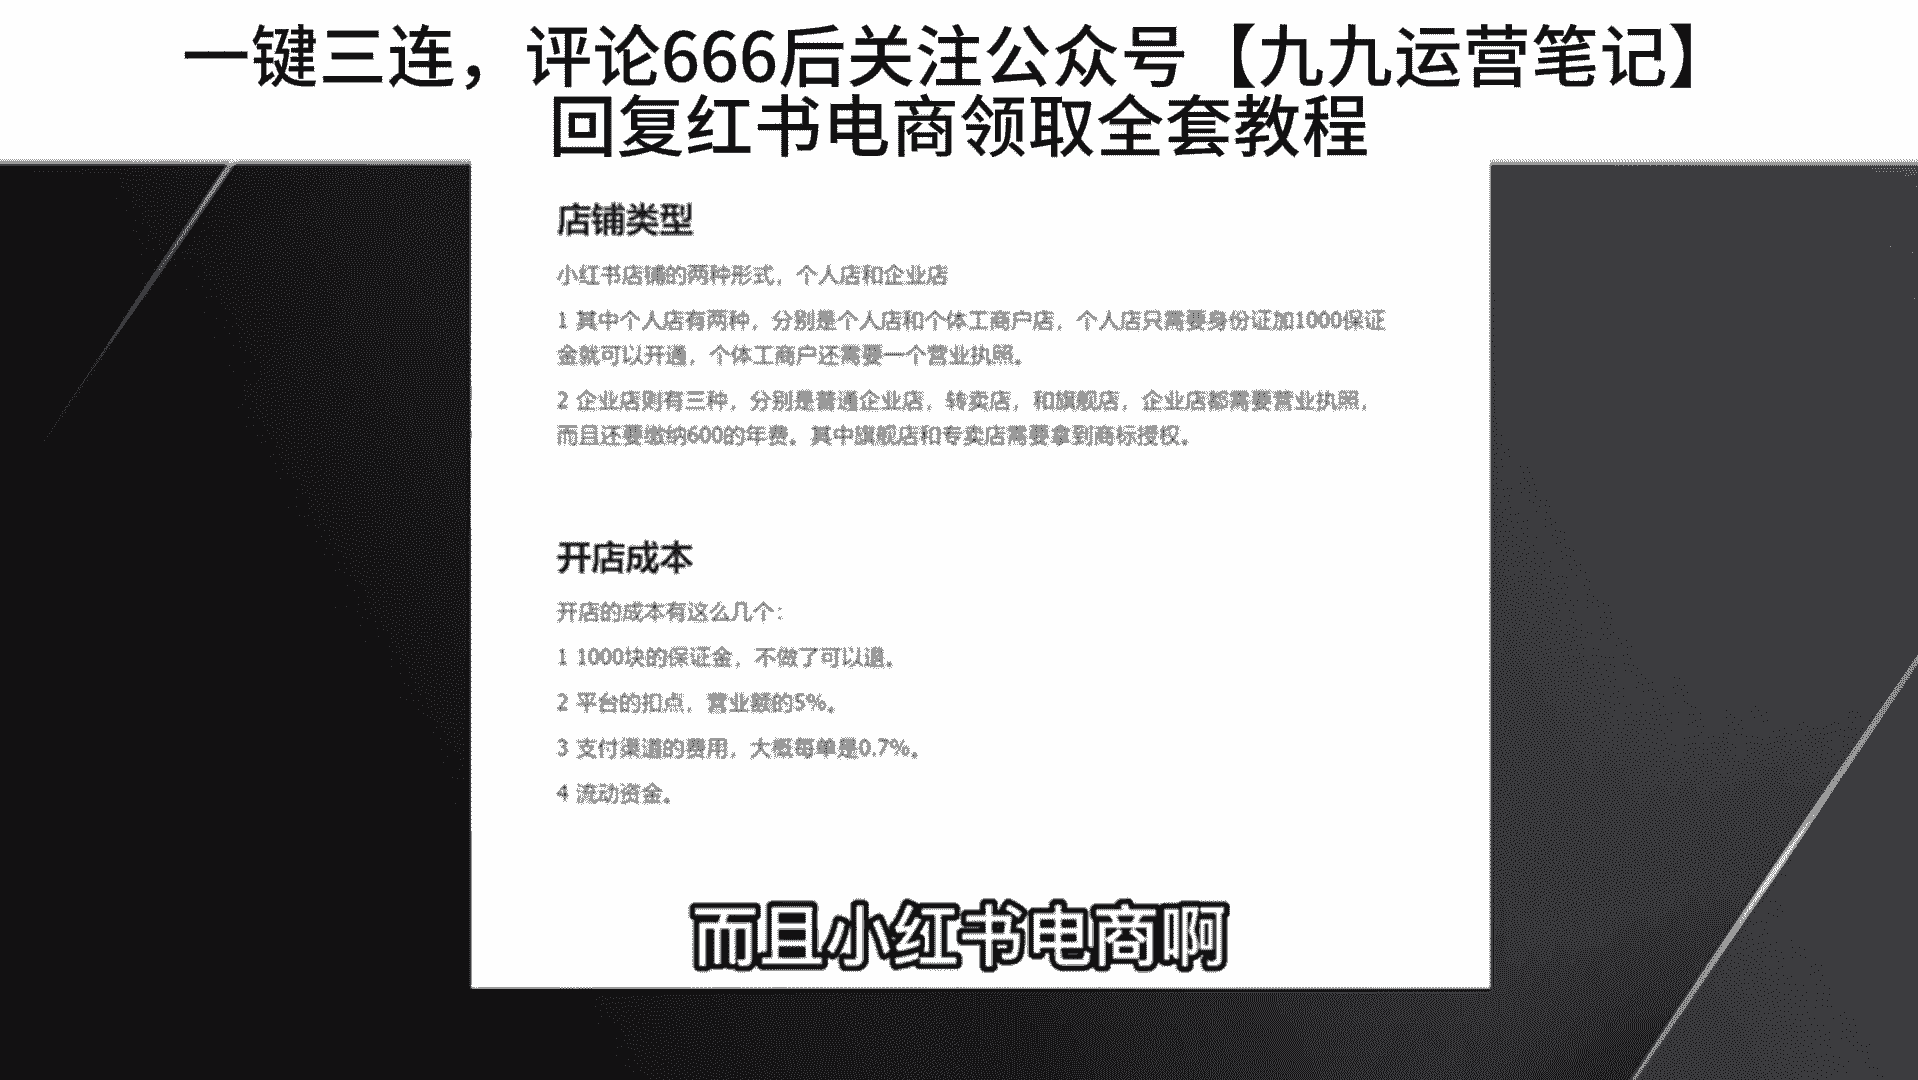 一键三连，评论666后关注公众号【九九运营笔记】
回复红书电商领取全套教程
店铺类型
小红书店铺的两种形式，个人店和企业店
1 其中个人店有两种，分别是个人店和个体工商户店，个人店只需要身份证加1000保证
金就可以开通，个体工商户还需要一个营业执照。
2 企业店则有三种，分别是普通企业店，转卖店，和旗舰店，企业店都需要营业执照，
而且还要缴纳600的年费。其中旗舰店和专卖店需要拿到商标授权。
开店成本
开店的成本有这么几个：
1 1000块的保证金，不做了可以退。
2 平台的扣点，营业额的5%。
3 支付渠道的费用，大概每单是0.7%。
4 流动资金。
而且小红书电商啊